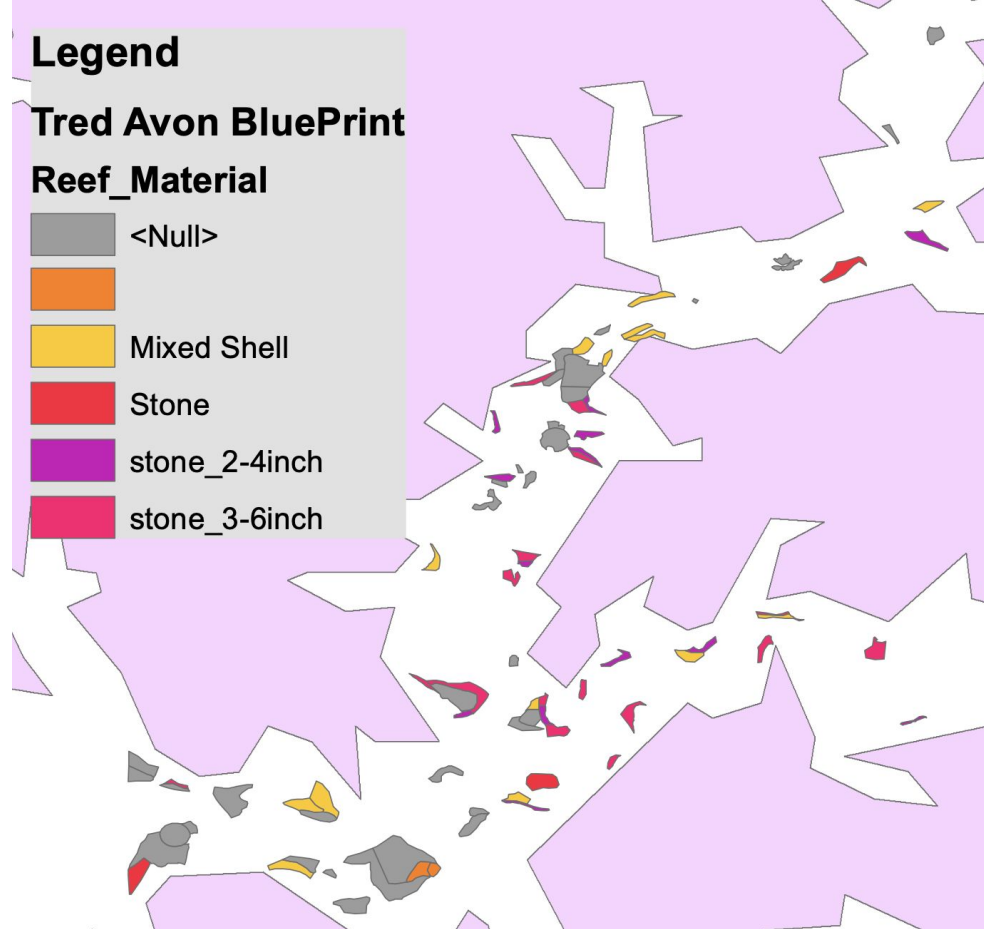 Legend
Tred Avon BluePrint
Reef_Material
<Null>
Mixed Shell
Stone
stone_2-4inch
stone_3-6inch